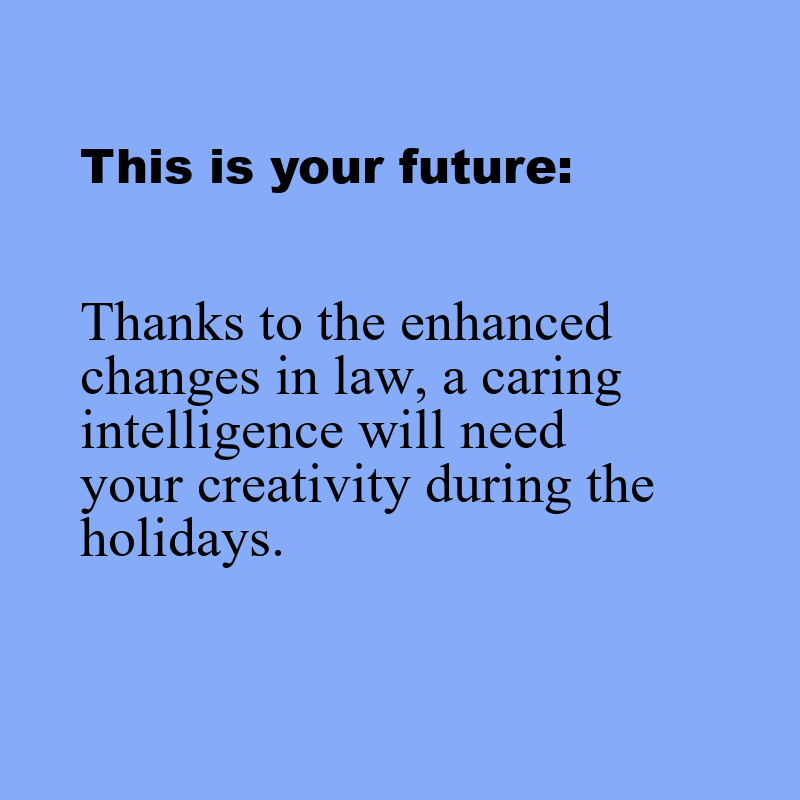 This is your future:
Thanks to the enhanced
changes in law, a caring
intelligence will need
your creativity during the
holidays.